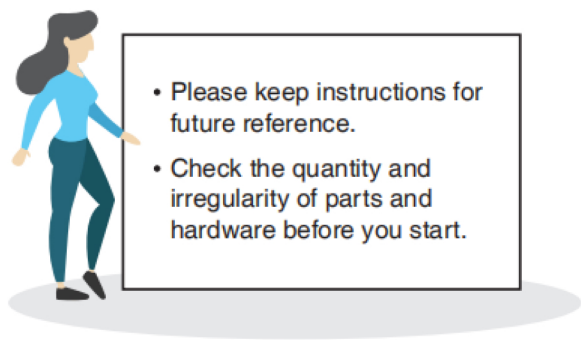 • Please keep instructions for
future reference.
• Check the quantity and
irregularity of parts and
hardware before you start.